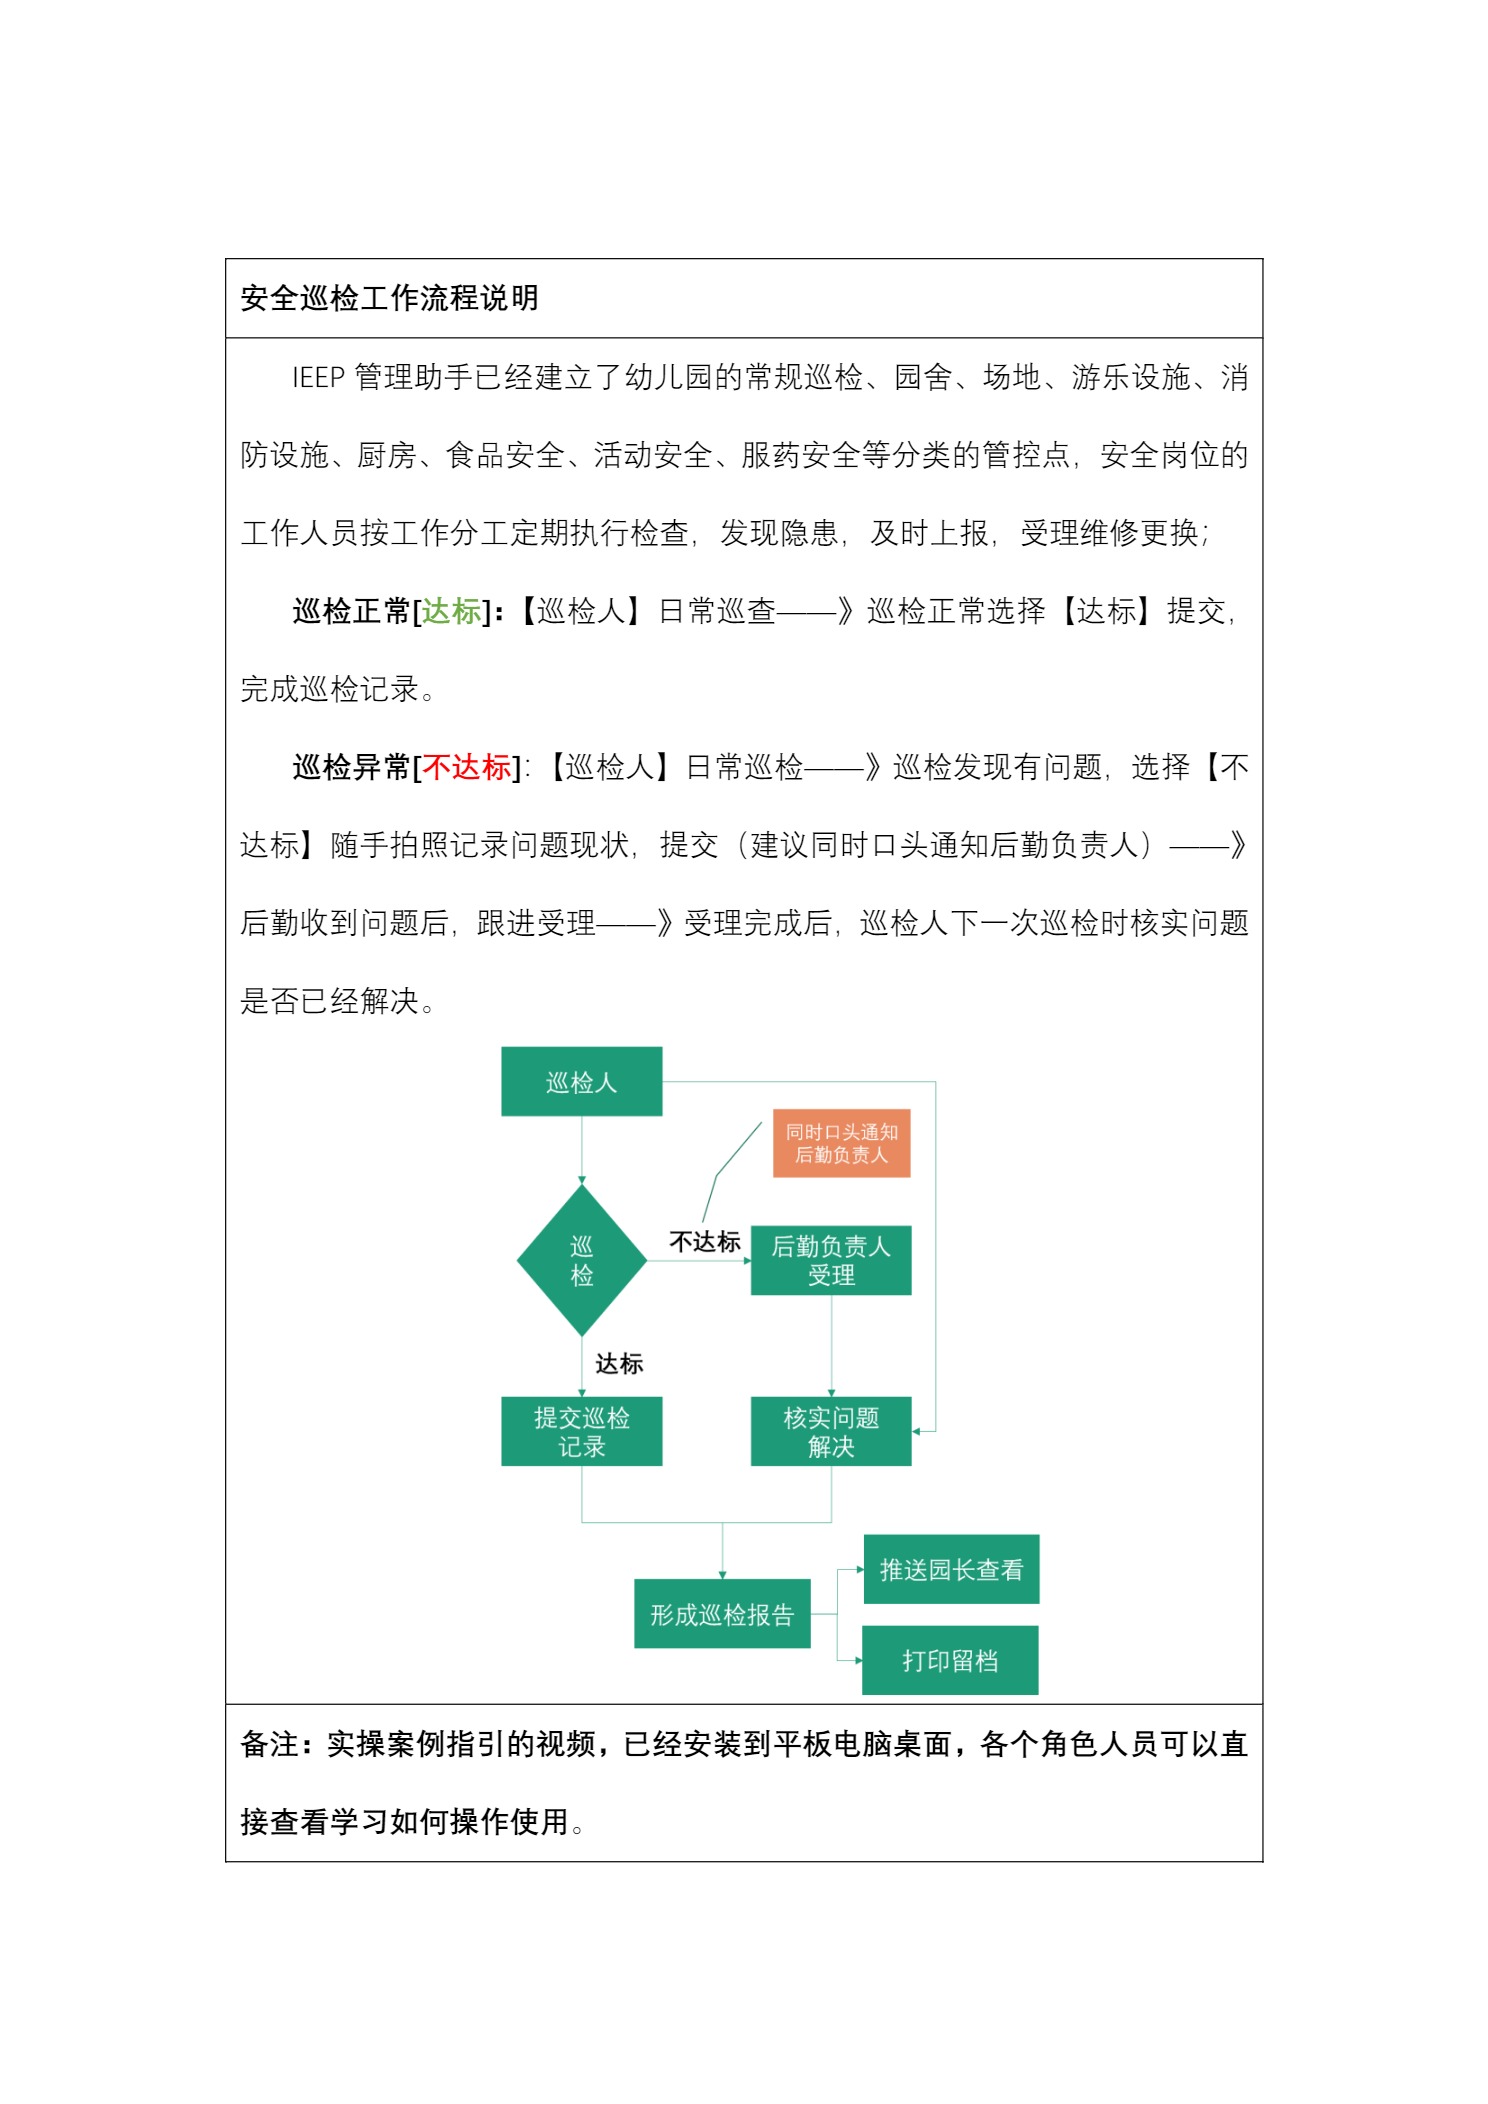 安全巡检工作流程说明
IEEP 管理助手已经建立了幼儿园的常规巡检、园舍、场地、游乐设施、消
防设施、厨房、食品安全、活动安全、服药安全等分类的管控点，安全岗位的
工作人员按工作分工定期执行检查，发现隐患，及时上报，受理维修更换；
巡检正常[达标]：【巡检人】日常巡查——》巡检正常选择【达标】提交，
完成巡检记录。
巡检异常[不达标]：【巡检人】日常巡检——》巡检发现有问题，选择【不
达标】随手拍照记录问题现状，提交（建议同时口头通知后勤负责人）——》
后勤收到问题后，跟进受理——》受理完成后，巡检人下一次巡检时核实问题
是否已经解决。
巡检人
同时口头通知
后勤负责人
巡
检
不达标
后勤负责人
受理
达标
提交巡检
记录
核实问题
解决
形成巡检报告
推送园长查看
打印留档
备注：实操案例指引的视频，已经安装到平板电脑桌面，各个角色人员可以直
接查看学习如何操作使用。